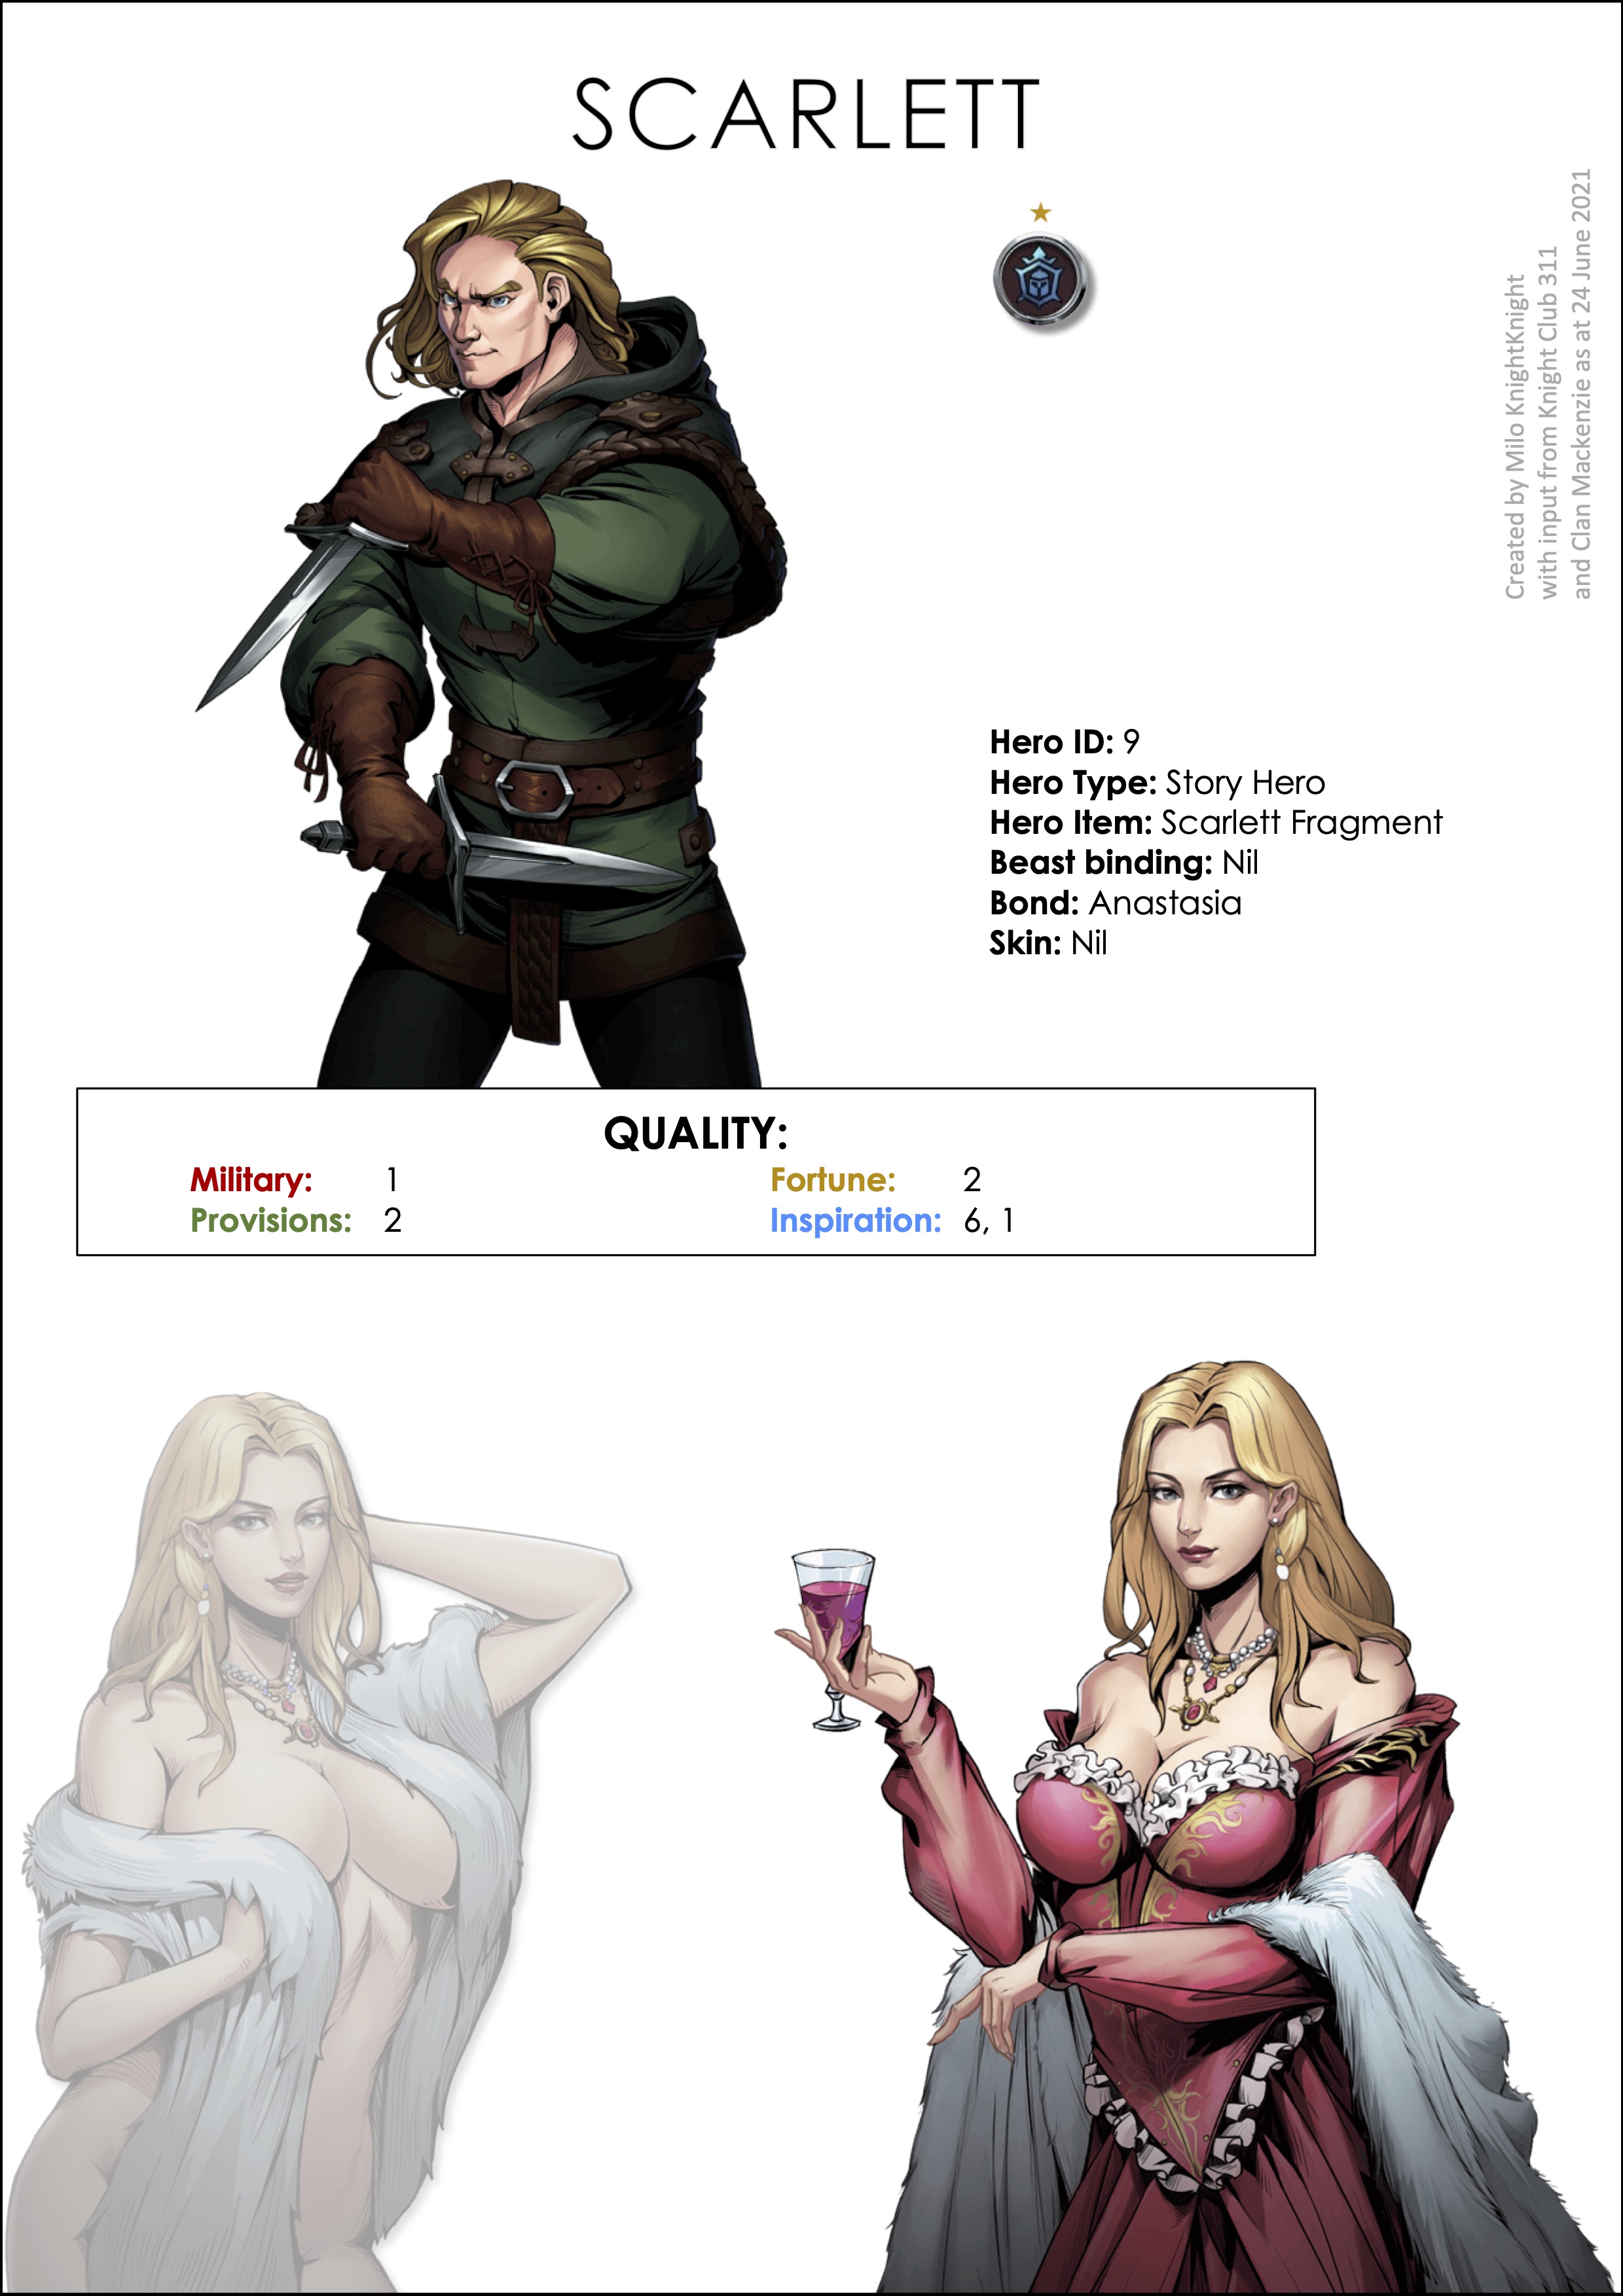 SCARLETT
Created by Milo KnightKnight
with input from Knight Club 311
and Clan Mackenzie as at 24 June 2021
Hero ID: 9
Hero Type: Story Hero
Hero Item: Scarlett Fragment
Beast binding: Nil
Bond: Anastasia
Skin: Nil
QUALITY:
Military: 1 Fortune: 2
Provisions: 2 Inspiration: 6, 1